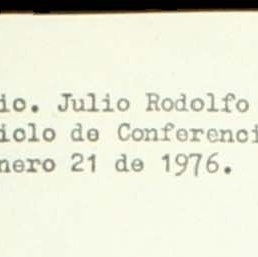 io. Julio Rodolfo
iclo de Conferenci
nero 21 de 1976.